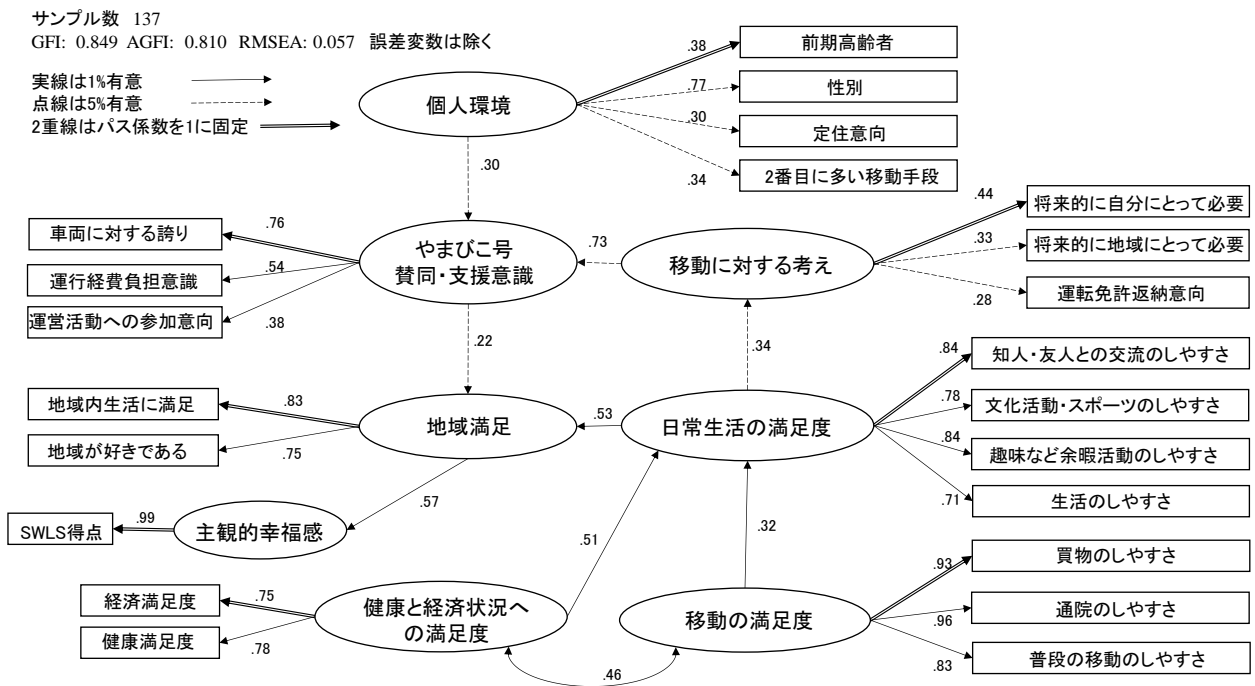 サンプル数 137
GFI: 0.849 AGFI: 0.810 RMSEA: 0.057 誤差変数は除く
実線は1%有意
点線は5%有意
2重線はパス係数を1に固定
個人環境
.38
前期高齢者
.77
性別
.30
定住意向
.34
2番目に多い移動手段
.30
車両に対する誇り
.76
運行経費負担意識
.54
運営活動への参加意向
.38
やまびこ号
賛同・支援意識
.73
移動に対する考え
.44
将来的に自分にとって必要
.33
将来的に地域にとって必要
.28
運転免許返納意向
.22
.34
地域内生活に満足
.83
地域が好きである
.75
地域満足
.53
日常生活の満足度
.84
知人・友人との交流のしやすさ
.78
文化活動・スポーツのしやすさ
.84
趣味など余暇活動のしやすさ
.71
生活のしやすさ
.57
SWLS得点
.99
主観的幸福感
.51
.32
経済満足度
.75
健康満足度
.78
健康と経済状況へ
の満足度
.46
移動の満足度
.93
買物のしやすさ
.96
通院のしやすさ
.83
普段の移動のしやすさ